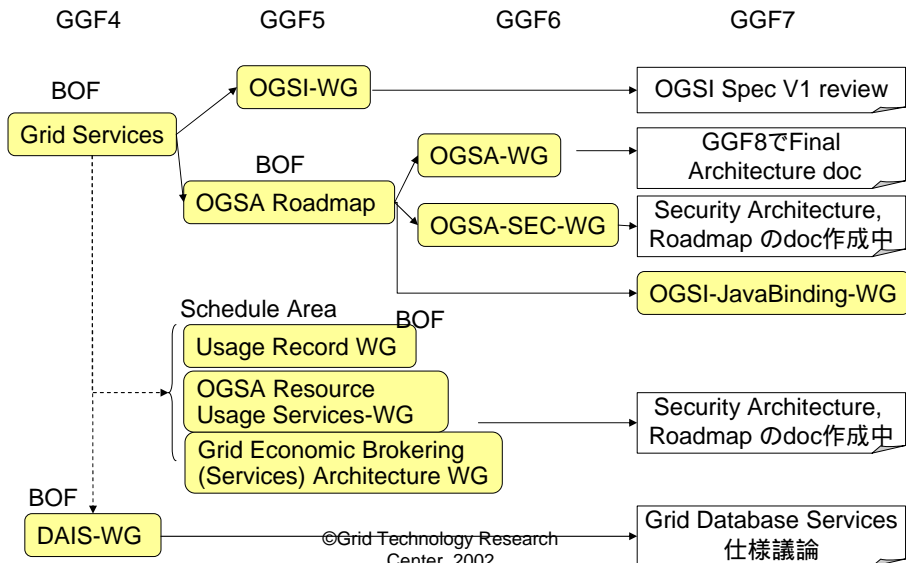 GGF4 GGF5 GGF6 GGF7
BOF
OGSI-WG
OGSI Spec V1 review
Grid Services
BOF
OGSA Roadmap
OGSA-WG
GGF8でFinal
Architecture doc
OGSA-SEC-WG
Security Architecture,
Roadmap のdoc作成中
OGSI-JavaBinding-WG
Schedule Area
BOF
Usage Record WG
OGSA Resource
Usage Services-WG
Grid Economic Brokering
(Services) Architecture WG
Security Architecture,
Roadmap のdoc作成中
BOF
DAIS-WG
Grid Database Services
仕様議論
©Grid Technology Research
Center, 2002